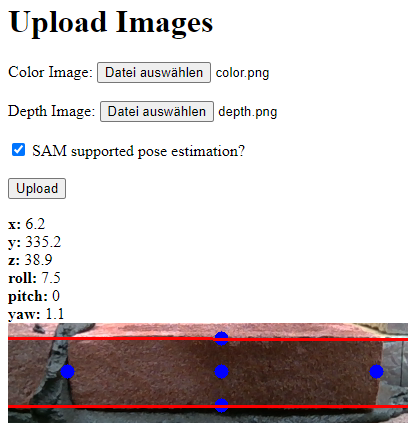 Upload Images
Color Image: Datei auswählen color.png
Depth Image: Datei auswählen depth.png
SAM supported pose estimation?
Upload
x: 6.2
y: 335.2
z: 38.9
roll: 7.5
pitch: 0
yaw: 1.1